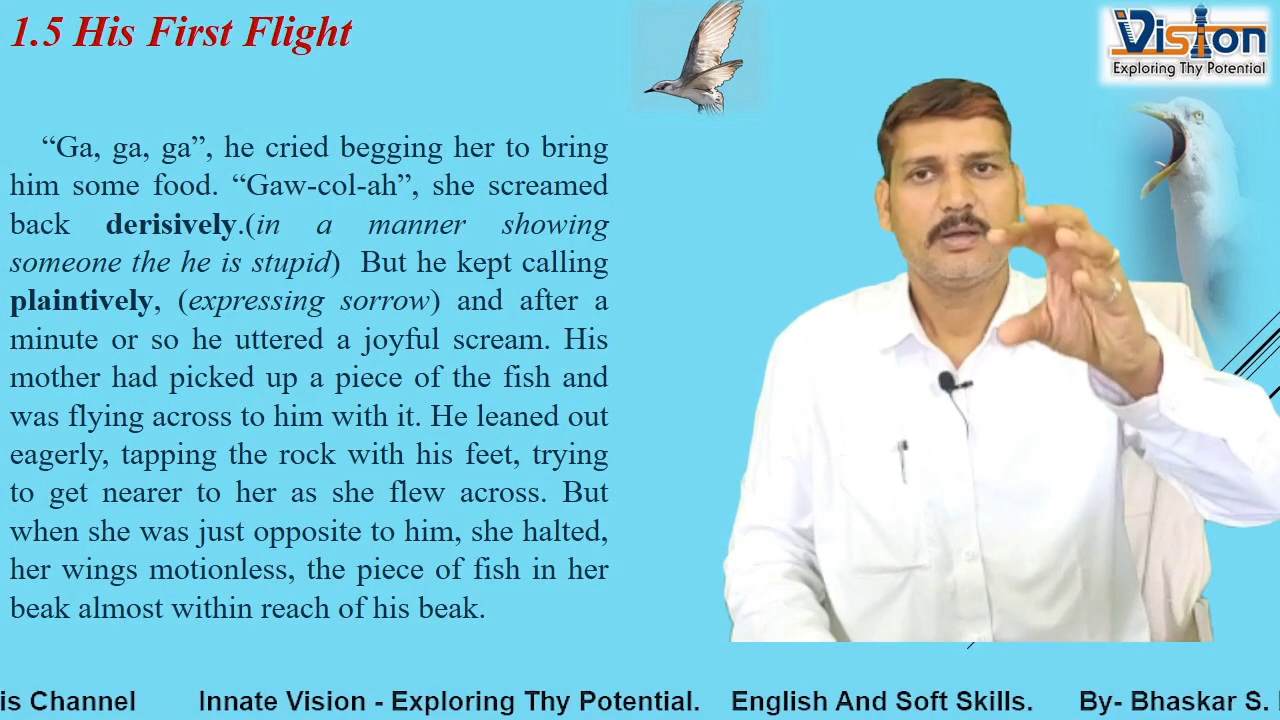 1.5 His First Flight
Vision
Exploring Thy Potential
“Ga, ga, ga”, he cried begging her to bring
him some food. “Gaw-col-ah”, she screamed
back derisively.(in a manner showing
someone the he is stupid) But he kept calling
plaintively, (expressing sorrow) and after a
minute or so he uttered a joyful scream. His
mother had picked up a piece of the fish and
was flying across to him with it. He leaned out
eagerly, tapping the rock with his feet, trying
to get nearer to her as she flew across. But
when she was just opposite to him, she halted,
her wings motionless, the piece of fish in her
beak almost within reach of his beak.
is Channel Innate Vision - Exploring Thy Potential. English And Soft Skills. By- Bhaskar S.